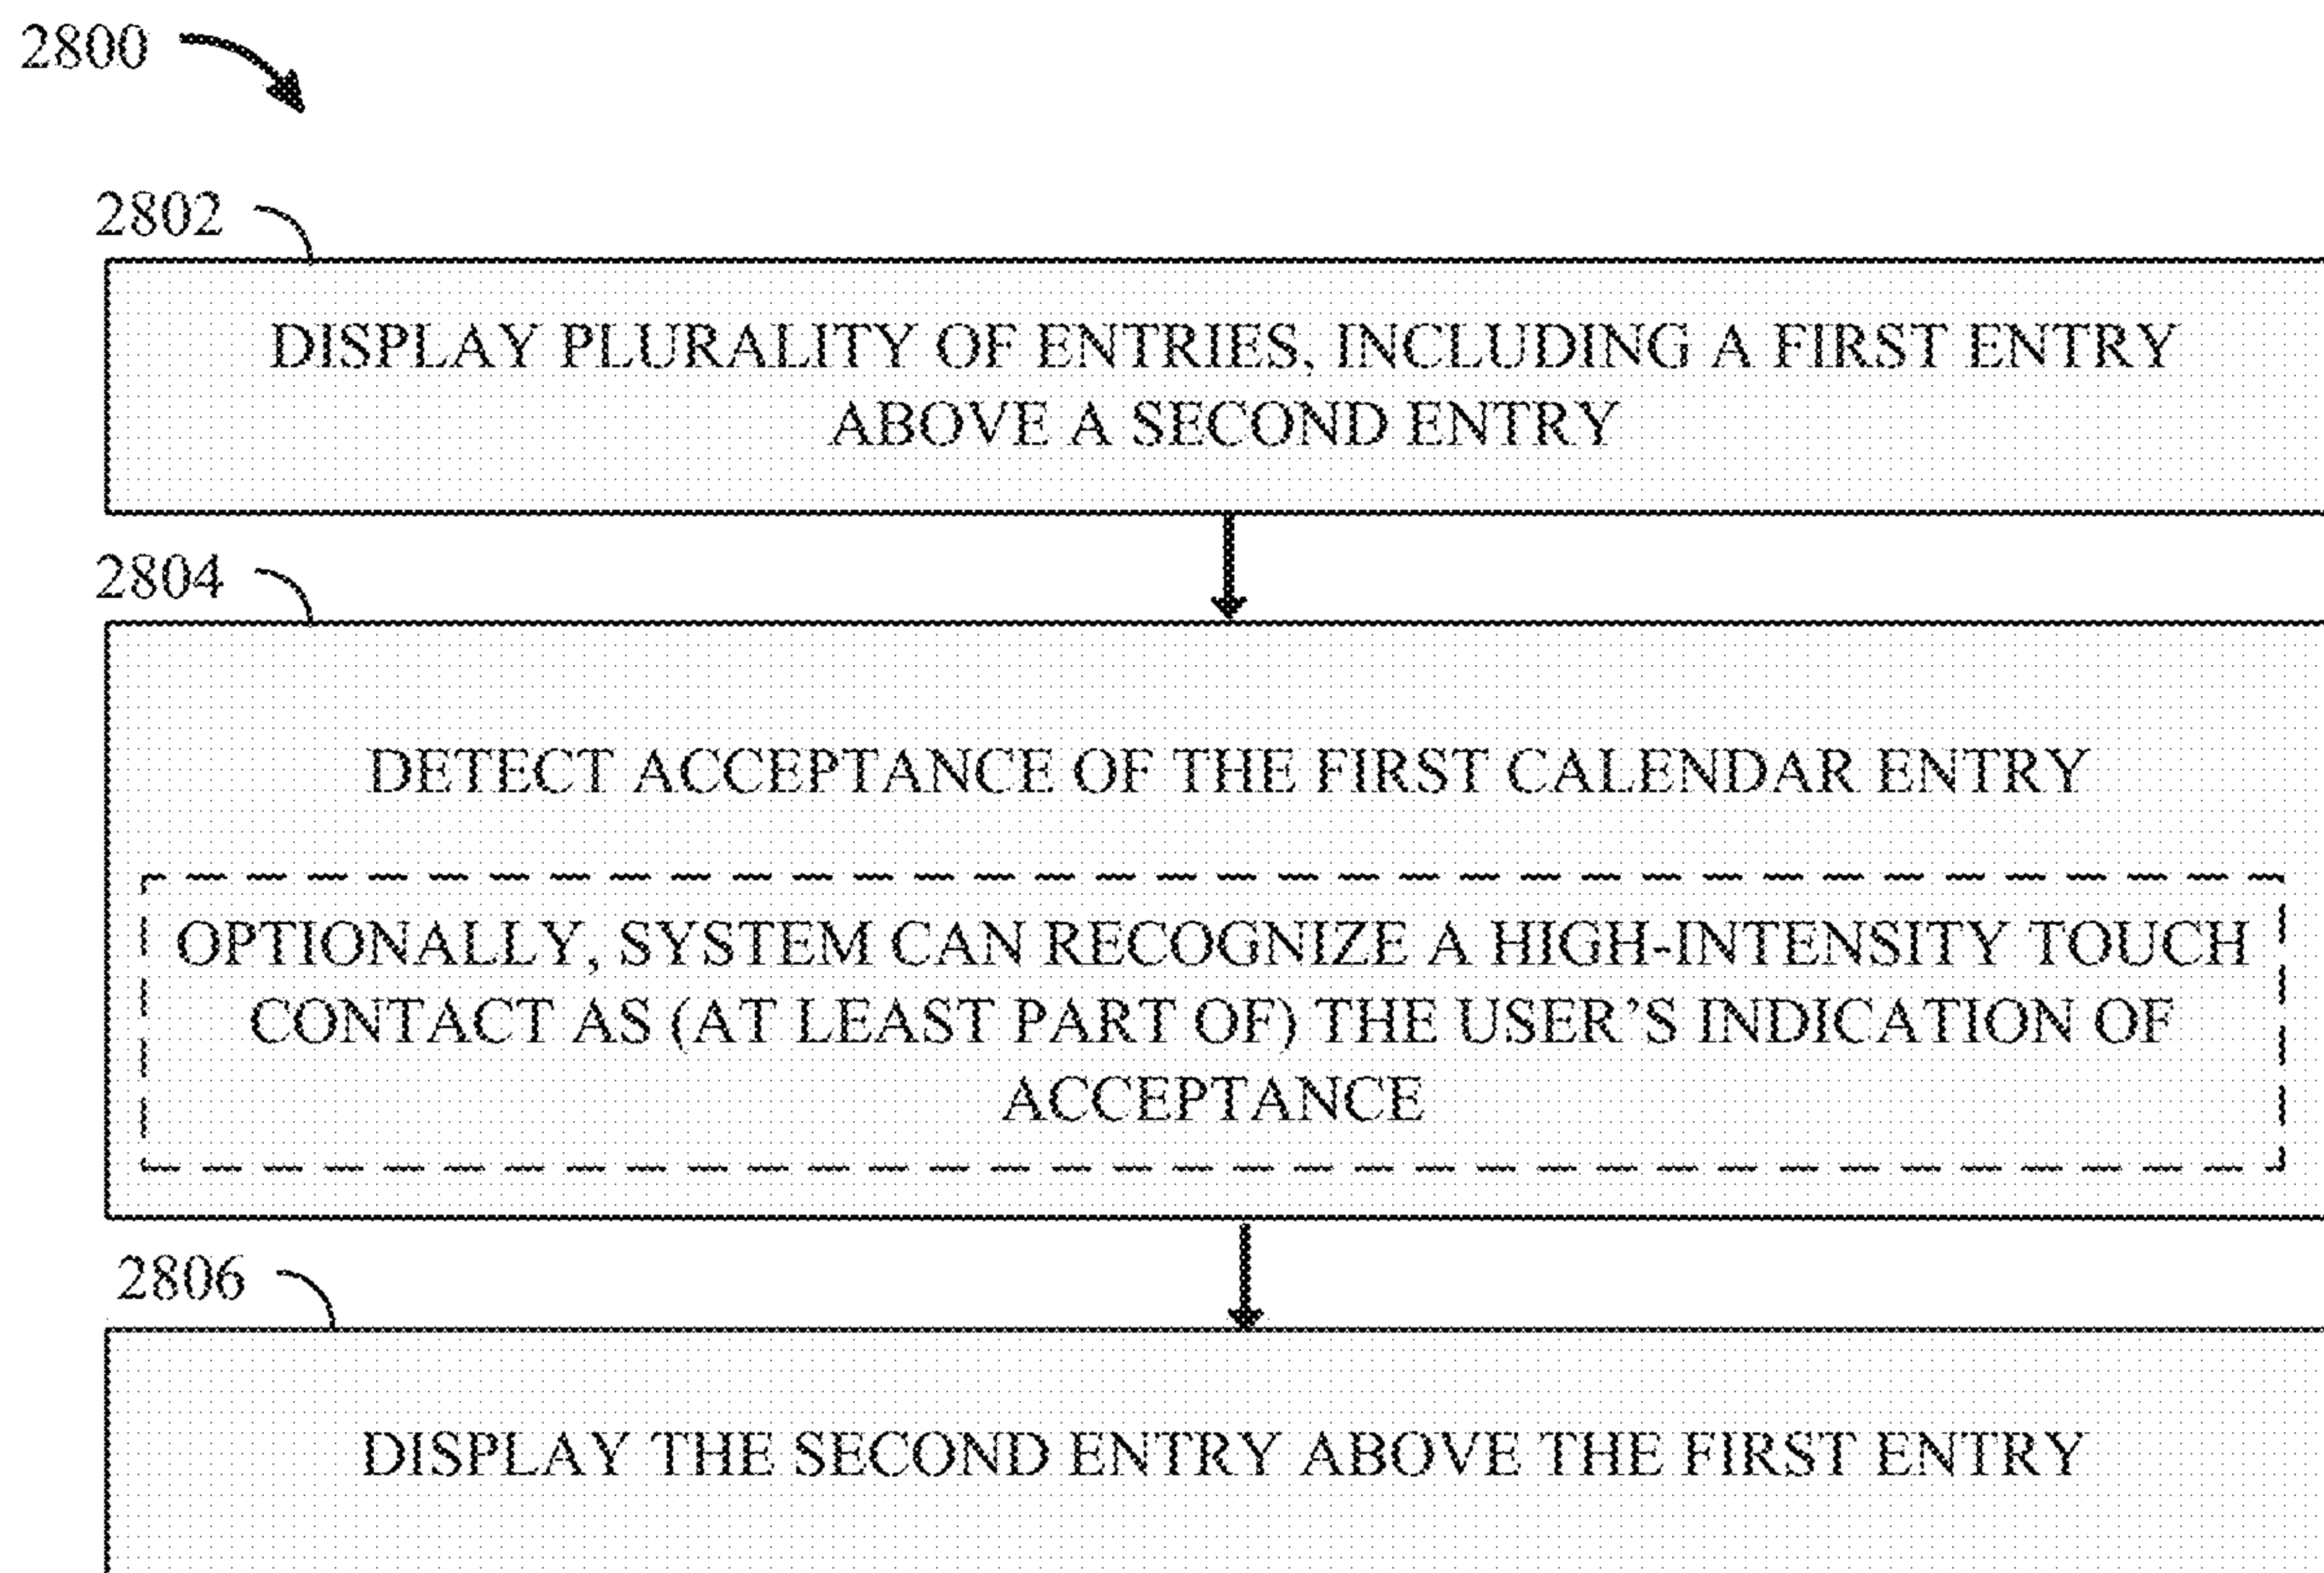 2800
2802
DISPLAY PLURALITY OF ENTRIES, INCLUDING A FIRST ENTRY
ABOVE A SECOND ENTRY
2804
DETECT ACCEPTANCE OF THE FIRST CALENDAR ENTRY
OPTIONALLY, SYSTEM CAN RECOGNIZE A HIGH-INTENSITY TOUCH
CONTACT AS (AT LEAST PART OF) THE USER'S INDICATION OF
ACCEPTANCE
2806
DISPLAY THE SECOND ENTRY ABOVE THE FIRST ENTRY